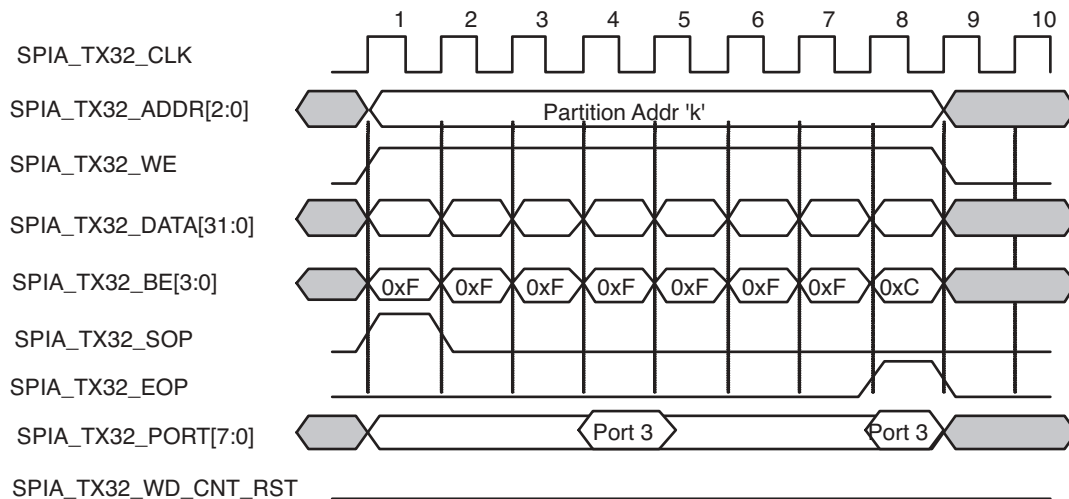 1 2 3 4 5 6 7 8 9 10
SPIA_TX32_CLK
SPIA_TX32_ADDR[2:0] Partition Addr 'k'
SPIA_TX32_WE
SPIA_TX32_DATA[31:0]
SPIA_TX32_BE[3:0] 0xF 0xF 0xF 0xF 0xF 0xF 0xF 0xC
SPIA_TX32_SOP
SPIA_TX32_EOP
SPIA_TX32_PORT[7:0] Port 3 Port 3
SPIA_TX32_WD_CNT_RST